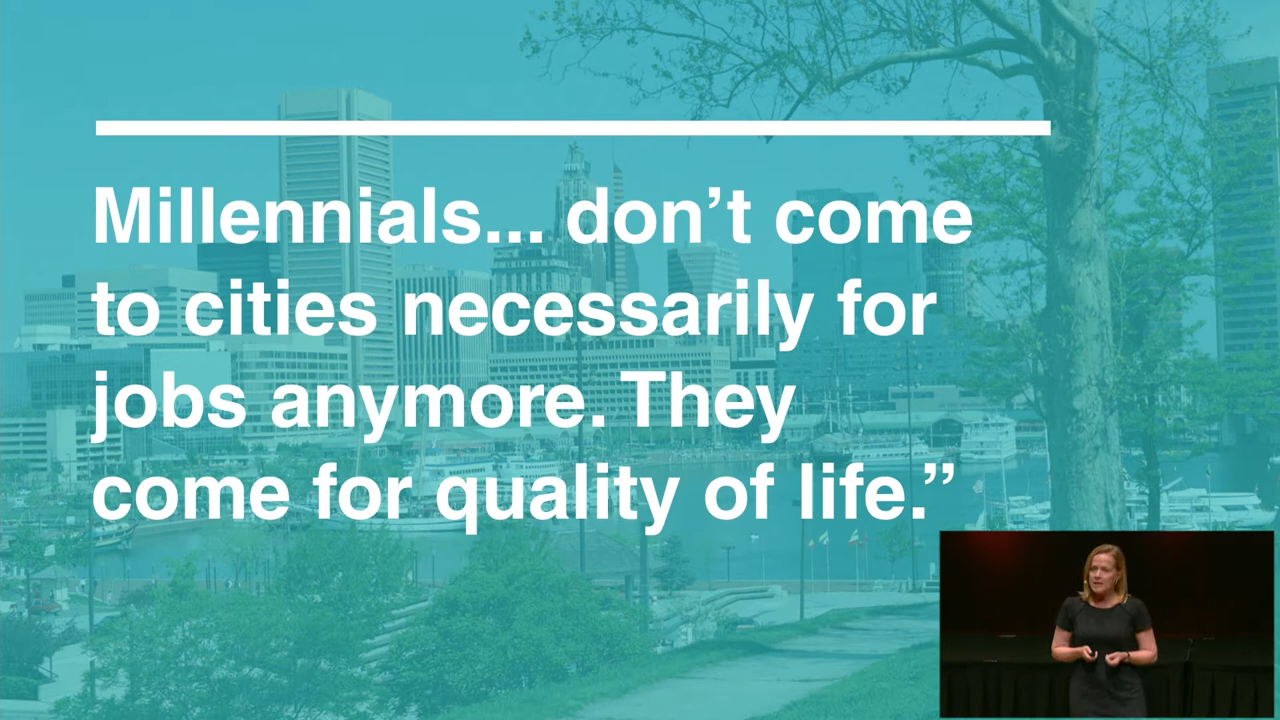 Millennials... don’t come
to cities necessarily for
jobs anymore. They
come for quality of life.”